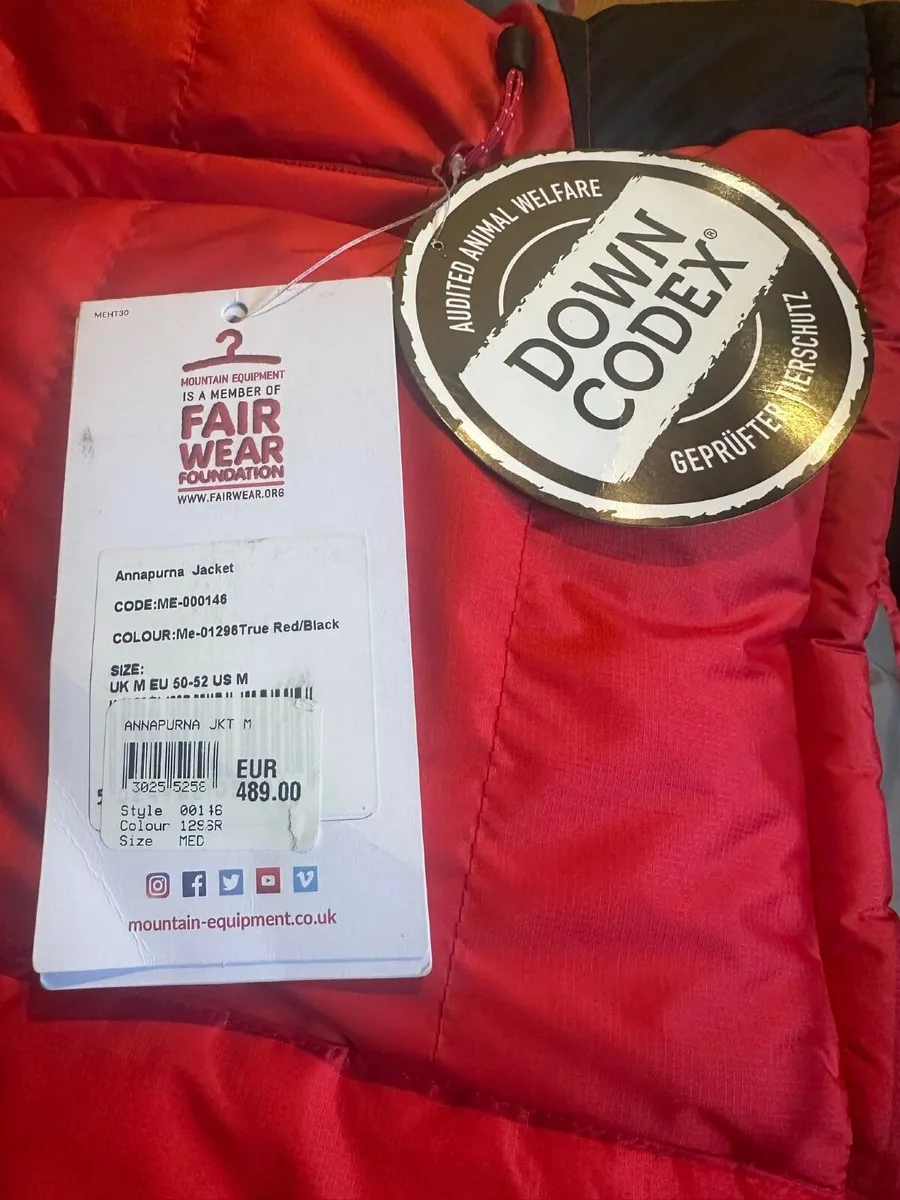 MEHT30
MOUNTAIN EQUIPMENT
IS A MEMBER OF
FAIR
WEAR
FOUNDATION
WWW.FAIRWEAR.ORG
Annapurna Jacket
CODE:ME-000146
COLOUR:Me-01296True Red/Black
SIZE:
UK M EU 50-52 US M
ANNAPURNA JKT M
3025 5258
EUR
489.00
Style 00146
Colour
Size MED
mountain-equipment.co.uk
AUDITED ANIMAL WELFARE
DOWN
CODEX®
GEPRÜFTER TIERSCHUTZ